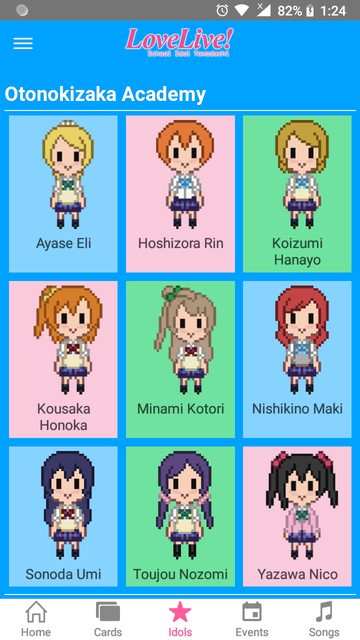 82% 1:24
LoveLive!
School idol
Otonokizaka Academy
Ayase Eli
Hoshizora Rin
Koizumi
Hanayo
Kousaka
Honoka
Minami Kotori
Nishikino Maki
Sonoda Umi
Toujou Nozomi
Yazawa Nico
Home
Cards
Idols
Events
Songs